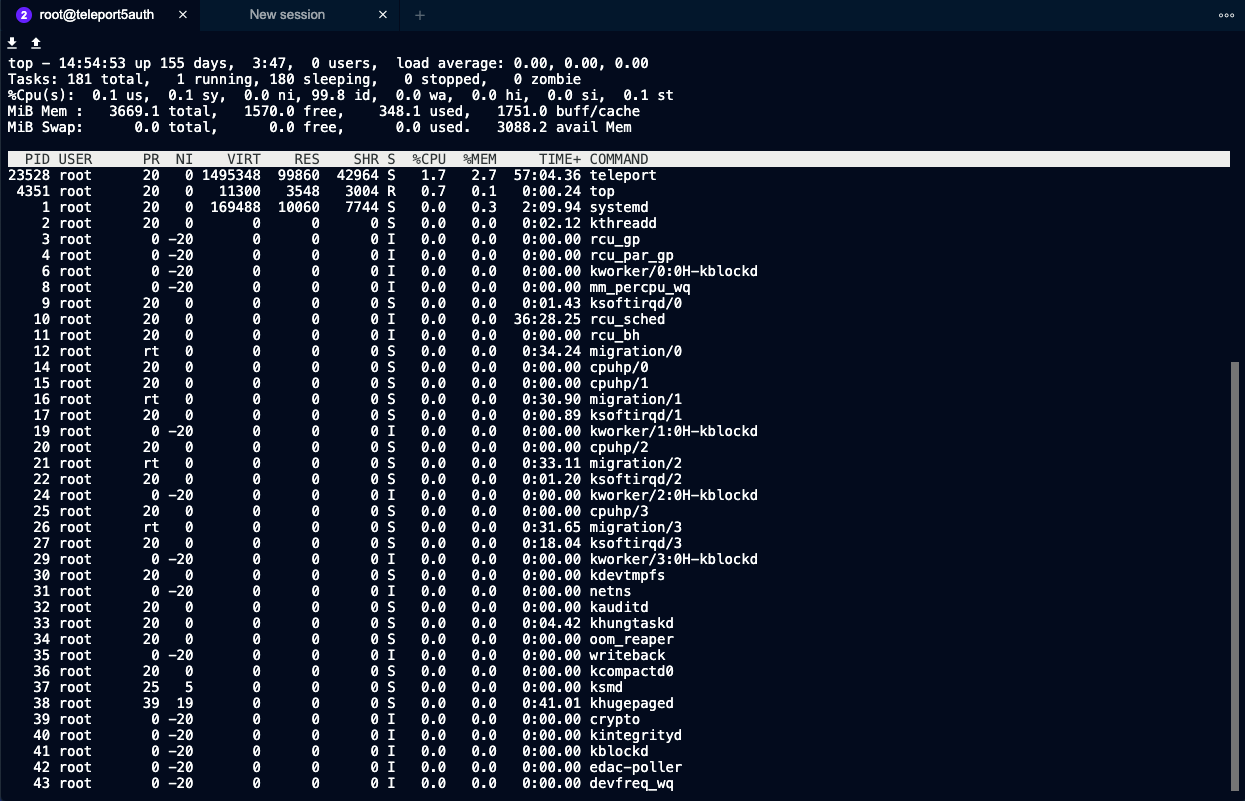 2 root@teleport5auth × New session × +
top - 14:54:53 up 155 days,  3:47,  0 users,  load average: 0.00, 0.00, 0.00
Tasks: 181 total,   1 running, 180 sleeping,   0 stopped,   0 zombie
%Cpu(s):  0.1 us,  0.1 sy,  0.0 ni, 99.8 id,  0.0 wa,  0.0 hi,  0.0 si,  0.1 st
MiB Mem :   3669.1 total,   1570.0 free,    348.1 used,   1751.0 buff/cache
MiB Swap:      0.0 total,      0.0 free,      0.0 used.   3088.2 avail Mem
  PID USER      PR  NI    VIRT    RES    SHR S  %CPU  %MEM     TIME+ COMMAND
23528 root      20   0 1495348  99860  42964 S   1.7   2.7  57:04.36 teleport
 4351 root      20   0   11300   3548   3004 R   0.7   0.1   0:00.24 top
    1 root      20   0  169488  10060   7744 S   0.0   0.3   2:09.94 systemd
    2 root      20   0       0      0      0 S   0.0   0.0   0:02.12 kthreadd
    3 root       0 -20       0      0      0 I   0.0   0.0   0:00.00 rcu_gp
    4 root       0 -20       0      0      0 I   0.0   0.0   0:00.00 rcu_par_gp
    6 root       0 -20       0      0      0 I   0.0   0.0   0:00.00 kworker/0:0H-kblockd
    8 root       0 -20       0      0      0 I   0.0   0.0   0:00.00 mm_percpu_wq
    9 root      20   0       0      0      0 S   0.0   0.0   0:01.43 ksoftirqd/0
   10 root      20   0       0      0      0 I   0.0   0.0  36:28.25 rcu_sched
   11 root      20   0       0      0      0 I   0.0   0.0   0:00.00 rcu_bh
   12 root      rt   0       0      0      0 S   0.0   0.0   0:34.24 migration/0
   14 root      20   0       0      0      0 S   0.0   0.0   0:00.00 cpuhp/0
   15 root      20   0       0      0      0 S   0.0   0.0   0:00.00 cpuhp/1
   16 root      rt   0       0      0      0 S   0.0   0.0   0:30.90 migration/1
   17 root      20   0       0      0      0 S   0.0   0.0   0:00.89 ksoftirqd/1
   19 root       0 -20       0      0      0 I   0.0   0.0   0:00.00 kworker/1:0H-kblockd
   20 root      20   0       0      0      0 S   0.0   0.0   0:00.00 cpuhp/2
   21 root      rt   0       0      0      0 S   0.0   0.0   0:33.11 migration/2
   22 root      20   0       0      0      0 S   0.0   0.0   0:01.20 ksoftirqd/2
   24 root       0 -20       0      0      0 I   0.0   0.0   0:00.00 kworker/2:0H-kblockd
   25 root      20   0       0      0      0 S   0.0   0.0   0:00.00 cpuhp/3
   26 root      rt   0       0      0      0 S   0.0   0.0   0:31.65 migration/3
   27 root      20   0       0      0      0 S   0.0   0.0   0:18.04 ksoftirqd/3
   29 root       0 -20       0      0      0 I   0.0   0.0   0:00.00 kworker/3:0H-kblockd
   30 root      20   0       0      0      0 S   0.0   0.0   0:00.00 kdevtmpfs
   31 root       0 -20       0      0      0 I   0.0   0.0   0:00.00 netns
   32 root      20   0       0      0      0 S   0.0   0.0   0:00.00 kauditd
   33 root      20   0       0      0      0 S   0.0   0.0   0:04.42 khungtaskd
   34 root      20   0       0      0      0 S   0.0   0.0   0:00.00 oom_reaper
   35 root       0 -20       0      0      0 I   0.0   0.0   0:00.00 writeback
   36 root      20   0       0      0      0 S   0.0   0.0   0:00.00 kcompactd0
   37 root      25   5       0      0      0 S   0.0   0.0   0:00.00 ksmd
   38 root      39  19       0      0      0 S   0.0   0.0   0:41.01 khugepaged
   39 root       0 -20       0      0      0 I   0.0   0.0   0:00.00 crypto
   40 root       0 -20       0      0      0 I   0.0   0.0   0:00.00 kintegrityd
   41 root       0 -20       0      0      0 I   0.0   0.0   0:00.00 kblockd
   42 root       0 -20       0      0      0 I   0.0   0.0   0:00.00 edac-poller
   43 root       0 -20       0      0      0 I   0.0   0.0   0:00.00 devfreq_wq